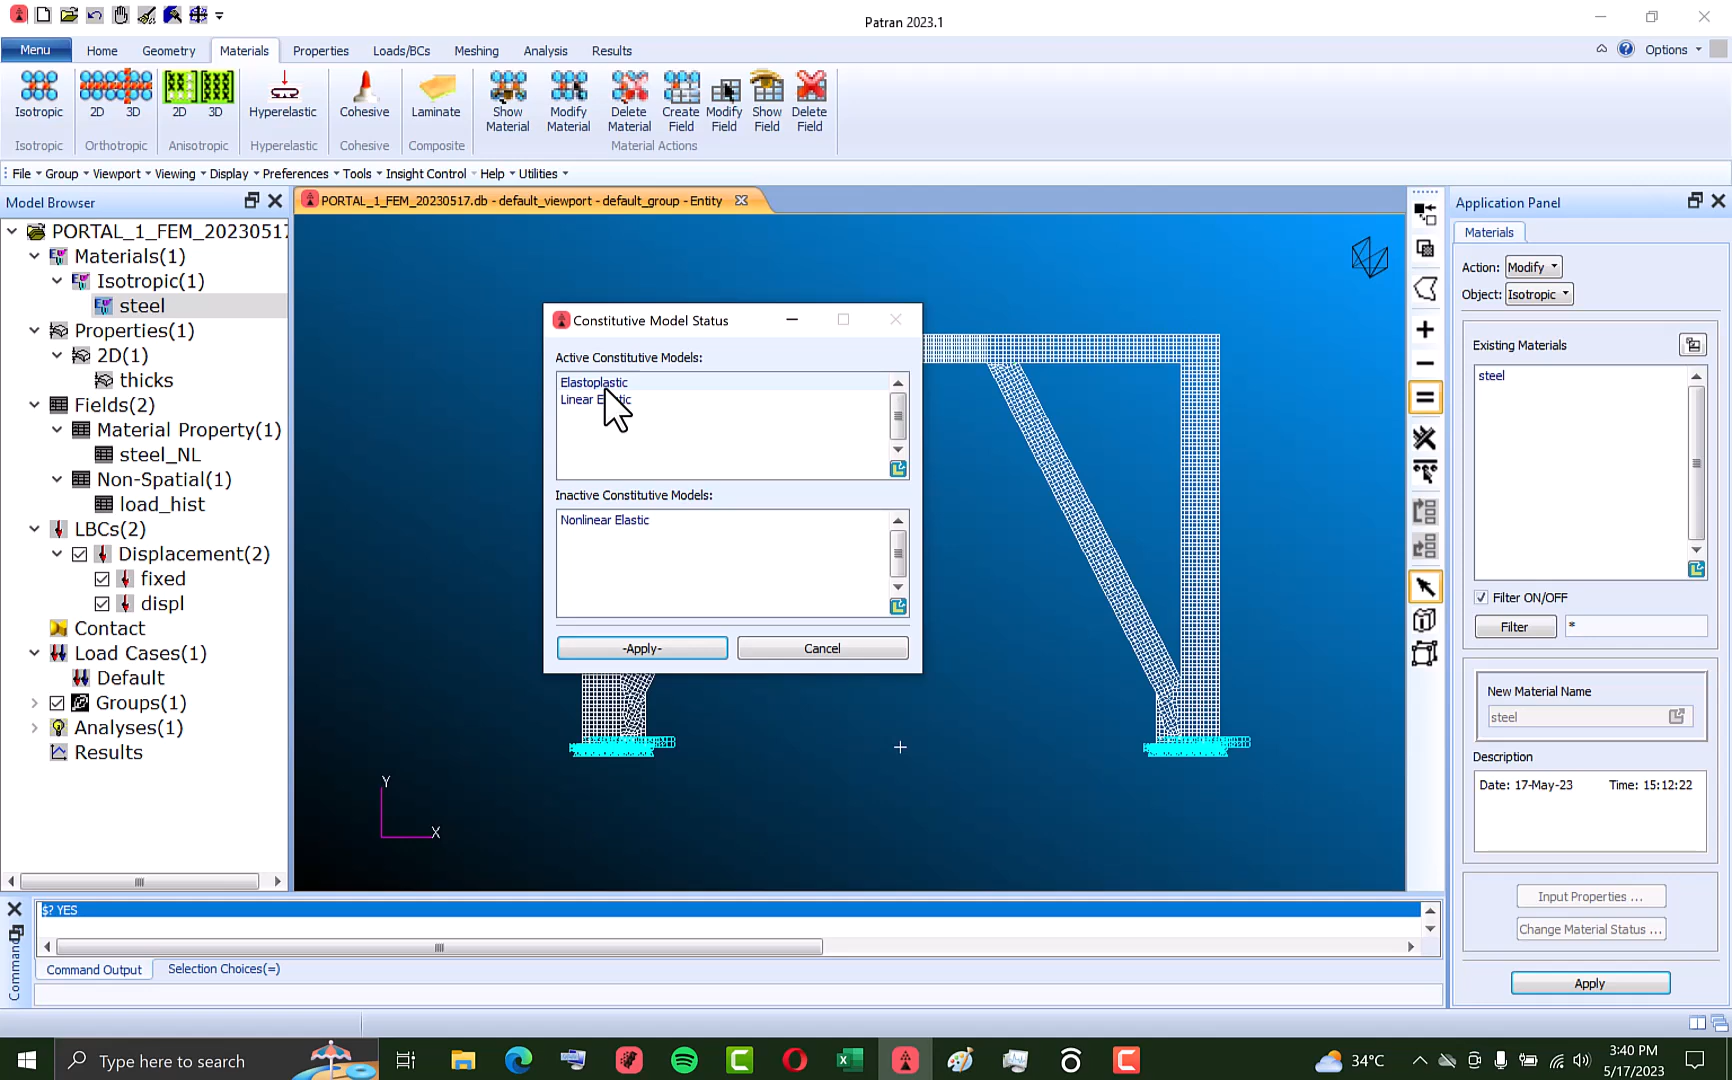 Patran 2023.1
Menu Home Geometry Materials Properties Loads/BCs Meshing Analysis Results Options
Isotropic 2D 3D 2D 3D Hyperelastic Cohesive Laminate Show Material Modify Material Delete Material Create Field Modify Field Show Field Delete Field
Isotropic Orthotropic Anisotropic Hyperelastic Cohesive Composite Material Actions
File Group Viewport Viewing Display Preferences Tools Insight Control Help Utilities
Model Browser
PORTAL_1_FEM_20230517
Materials(1)
Isotropic(1)
steel
Properties(1)
2D(1)
thicks
Fields(2)
Material Property(1)
steel_NL
Non-Spatial(1)
load_hist
LBCs(2)
Displacement(2)
fixed
displ
Contact
Load Cases(1)
Default
Groups(1)
Analyses(1)
Results
PORTAL_1_FEM_20230517.db - default_viewport - default_group - Entity
Constitutive Model Status
Active Constitutive Models:
Elastoplastic
Linear
Inactive Constitutive Models:
Nonlinear Elastic
-Apply- Cancel
Y
X
Application Panel
Materials
Action: Modify
Object: Isotropic
Existing Materials
steel
Filter ON/OFF
Filter *
New Material Name
steel
Description
Date: 17-May-23 Time: 15:12:22
Input Properties ...
Change Material Status ...
Apply
Command
$? YES
Command Output Selection Choices(=)
Type here to search
34°C
3:40 PM
5/17/2023